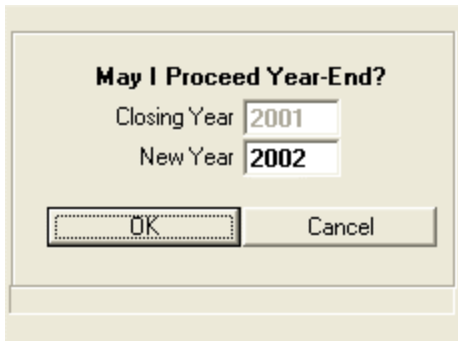 May I Proceed Year-End?
Closing Year 2001
New Year 2002
OK Cancel